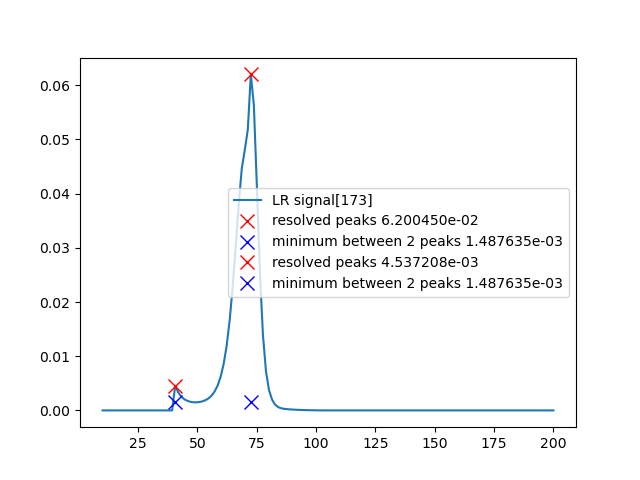 0.06
0.05
0.04
0.03
0.02
0.01
0.00
LR signal[173]
resolved peaks 6.200450e-02
minimum between 2 peaks 1.487635e-03
resolved peaks 4.537208e-03
minimum between 2 peaks 1.487635e-03
25 50 75 100 125 150 175 200